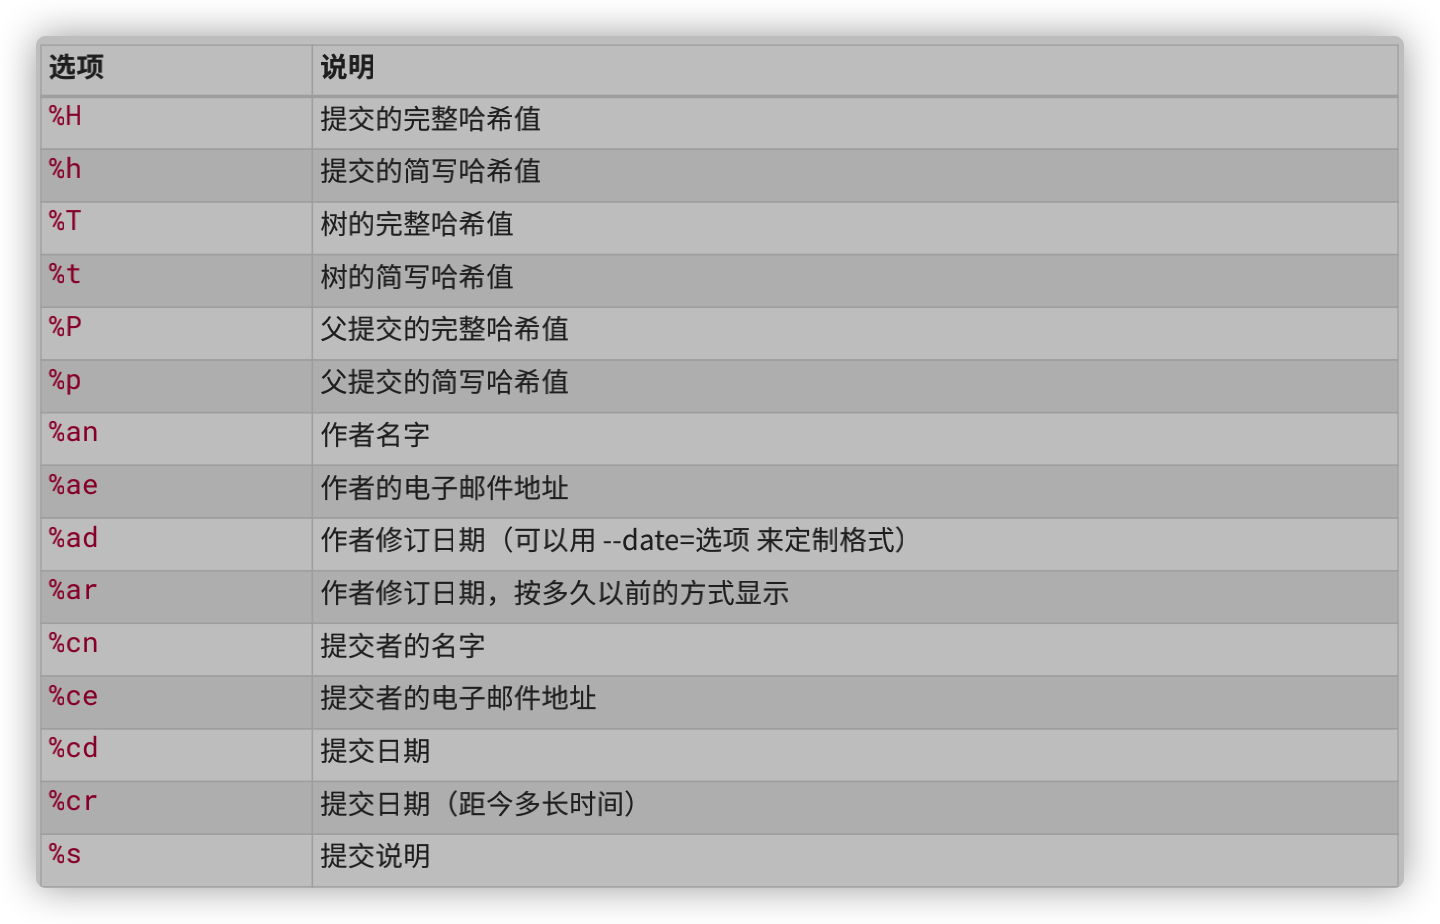 选项 说明
%H 提交的完整哈希值
%h 提交的简写哈希值
%T 树的完整哈希值
%t 树的简写哈希值
%P 父提交的完整哈希值
%p 父提交的简写哈希值
%an 作者名字
%ae 作者的电子邮件地址
%ad 作者修订日期（可以用 --date=选项 来定制格式）
%ar 作者修订日期，按多久以前的方式显示
%cn 提交者的名字
%ce 提交者的电子邮件地址
%cd 提交日期
%cr 提交日期（距今多长时间）
%s 提交说明